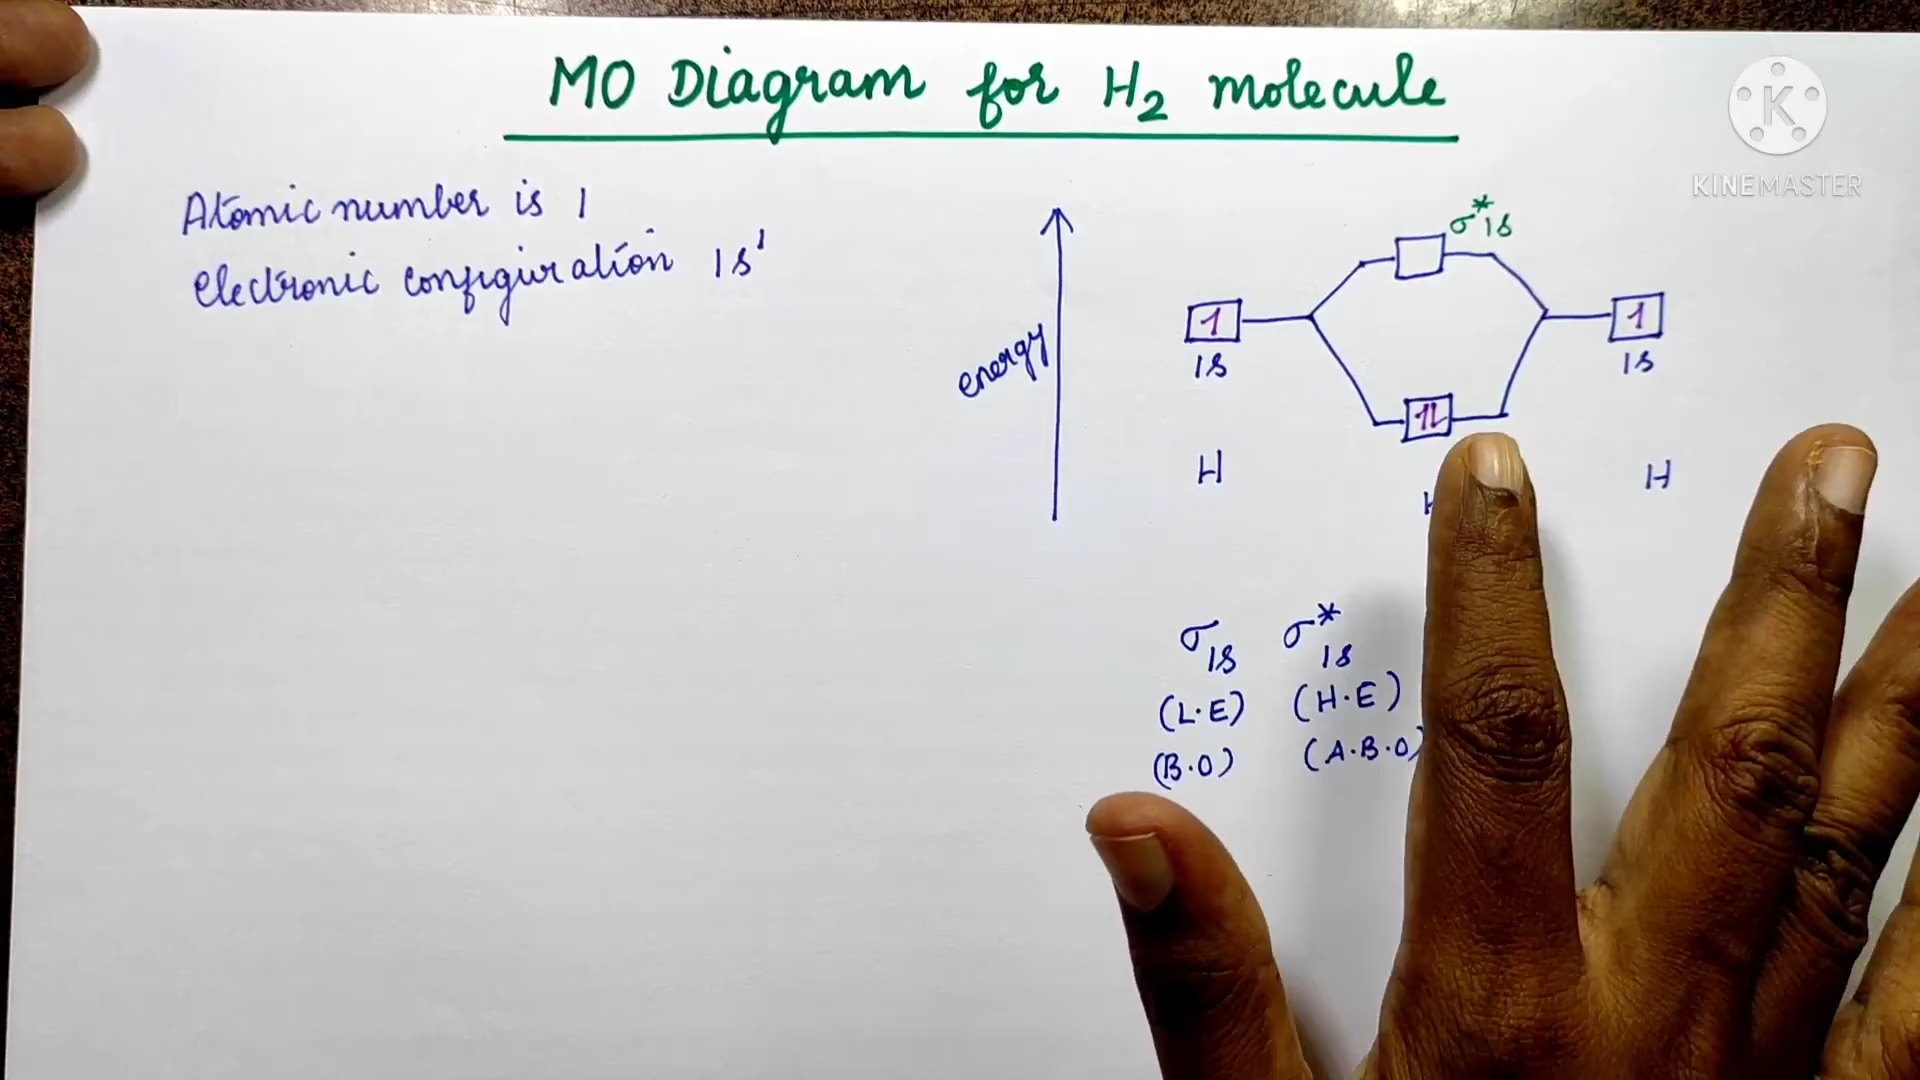 MO Diagram for H2 molecule
KINEMASTER
Atomic number is 1
electronic configuration 1s¹
energy
σ*1s
1 1
1s 1s
1L
H H
σ1s σ*1s
(L.E) (H.E)
(B.O) (A.B.O)